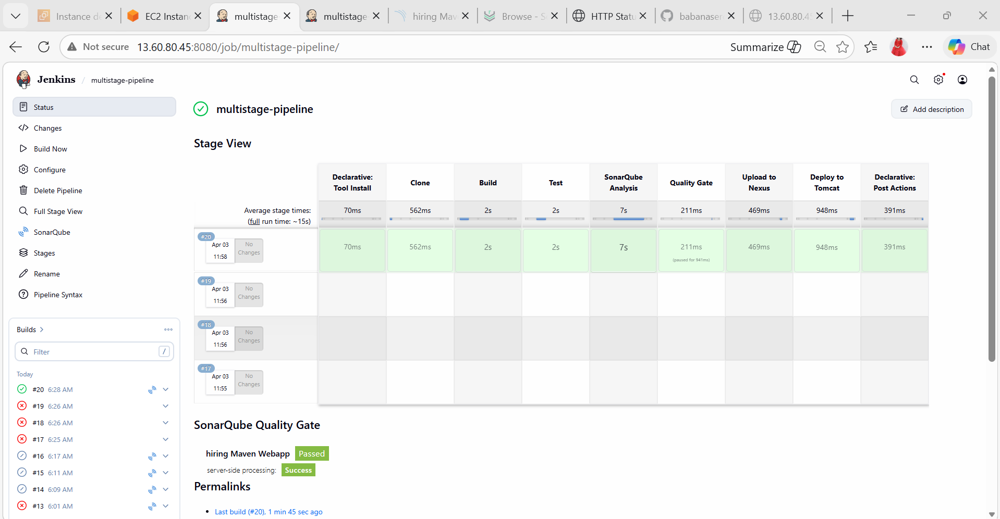 Instance de
EC2 Instanc
multistage-
multistage-
hiring Mav
Browse - S
HTTP Statu
babanasen
13.60.80.45
Not secure 13.60.80.45:8080/job/multistage-pipeline/
Summarize
Chat
Jenkins / multistage-pipeline
Status
Changes
Build Now
Configure
Delete Pipeline
Full Stage View
SonarQube
Stages
Rename
Pipeline Syntax
Builds
Filter /
Today
#20 6:28 AM
#19 6:26 AM
#18 6:26 AM
#17 6:25 AM
#16 6:17 AM
#15 6:11 AM
#14 6:09 AM
#13 6:01 AM
multistage-pipeline
Add description
Stage View
Declarative: Tool Install
Clone
Build
Test
SonarQube Analysis
Quality Gate
Upload to Nexus
Deploy to Tomcat
Declarative: Post Actions
Average stage times:
(full run time: ~15s)
70ms 562ms 2s 2s 7s 211ms 469ms 948ms 391ms
#20
Apr 03
11:58
No Changes
70ms 562ms 2s 2s 7s 211ms 469ms 948ms 391ms
(paused for 941ms)
#19
Apr 03
11:56
No Changes
#18
Apr 03
11:56
No Changes
#17
Apr 03
11:55
No Changes
SonarQube Quality Gate
hiring Maven Webapp Passed
server-side processing: Success
Permalinks
Last build (#20), 1 min 45 sec ago